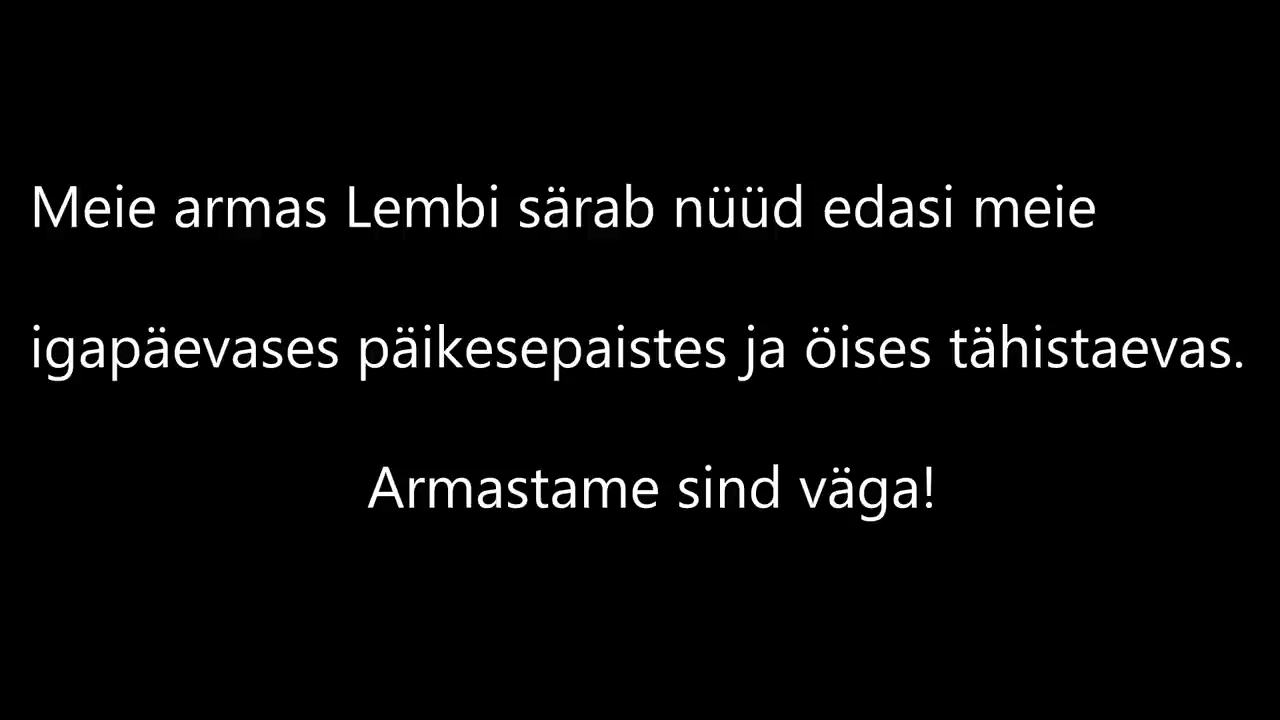 Meie armas Lembi särab nüüd edasi meie
igapäevases päikesepaistes ja öises tähistaevas.
Armastame sind väga!